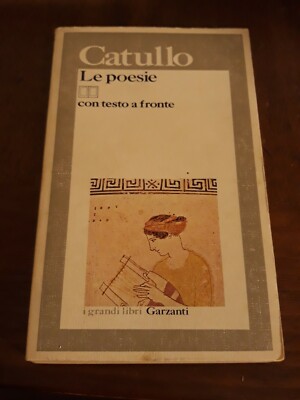 Catullo
Le poesie
con testo a fronte
i grandi libri Garzanti